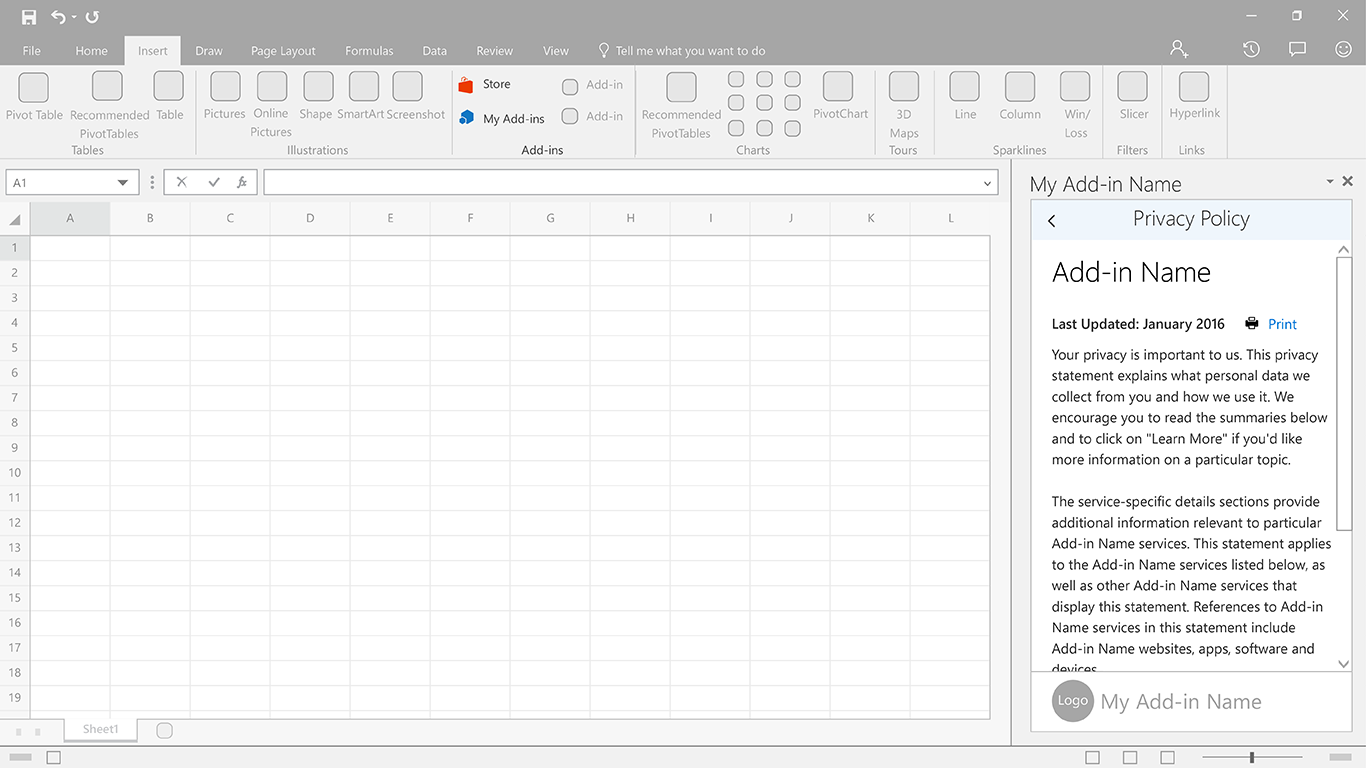 File Home Insert Draw Page Layout Formulas Data Review View Tell me what you want to do
Pivot Table Recommended PivotTables Table
Tables
Pictures Online Pictures Shape SmartArt Screenshot
Illustrations
Store Add-in
My Add-ins Add-in
Add-ins
Recommended PivotTables PivotChart
Charts
3D Maps
Tours
Line Column Win/ Loss
Sparklines
Slicer
Filters
Hyperlink
Links
A1 fx
A B C D E F G H I J K L
1
2
3
4
5
6
7
8
9
10
11
12
13
14
15
16
17
18
19
Sheet1
My Add-in Name
Privacy Policy
Add-in Name
Last Updated: January 2016 Print
Your privacy is important to us. This privacy
statement explains what personal data we
collect from you and how we use it. We
encourage you to read the summaries below
and to click on "Learn More" if you'd like
more information on a particular topic.
The service-specific details sections provide
additional information relevant to particular
Add-in Name services. This statement applies
to the Add-in Name services listed below, as
well as other Add-in Name services that
display this statement. References to Add-in
Name services in this statement include
Add-in Name websites, apps, software and
devices
Logo My Add-in Name